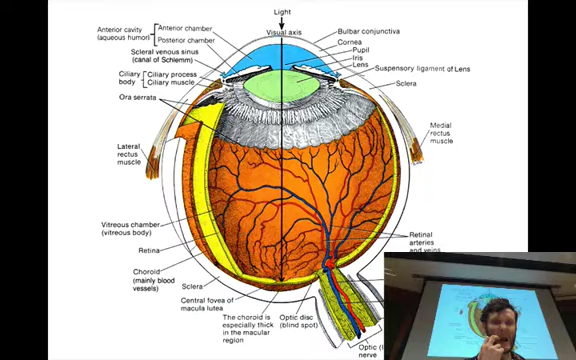 Light
Visual axis
Anterior cavity
(aqueous humor)
Anterior chamber
Posterior chamber
Scleral venous sinus
(canal of Schlemm)
Ciliary
body
Ciliary process
Ciliary muscle
Ora serrata
Lateral
rectus
muscle
Vitreous chamber
(vitreous body)
Retina
Choroid
(mainly blood
vessels)
Sclera
Central fovea of
macula lutea
The choroid is
especially thick
in the macular
region
Optic disc
(blind spot)
Bulbar conjunctiva
Cornea
Pupil
Iris
Lens
Suspensory ligament of Lens
Sclera
Medial
rectus
muscle
Retinal
arteries
and veins
Optic (
nerve